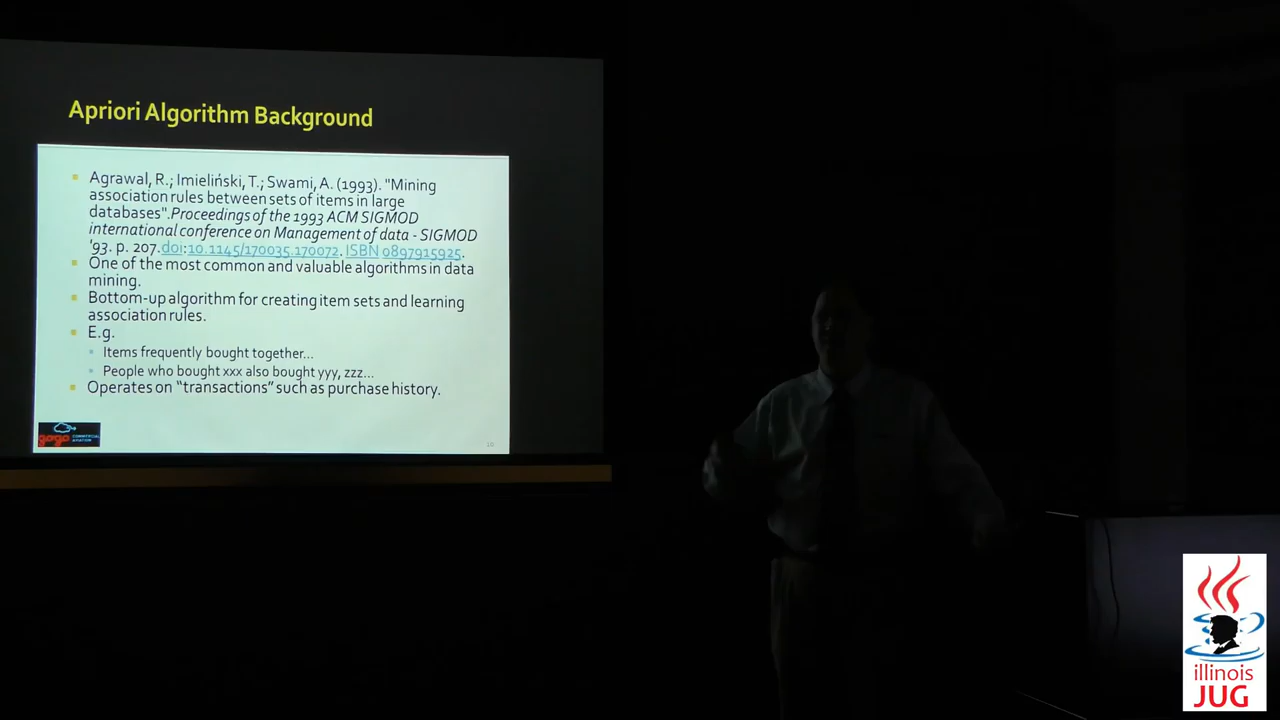 Apriori Algorithm Background
Agrawal, R.; Imieliński, T.; Swami, A. (1993). "Mining
association rules between sets of items in large
databases".Proceedings of the 1993 ACM SIGMOD
international conference on Management of data - SIGMOD
'93. p. 207.doi:10.1145/170035.170072. ISBN 0897915925.
One of the most common and valuable algorithms in data
mining.
Bottom-up algorithm for creating item sets and learning
association rules.
E.g.
Items frequently bought together...
People who bought xxx also bought yyy, zzz...
Operates on “transactions” such as purchase history.
gogo COMMERCIAL
AVIATION
illinois
JUG